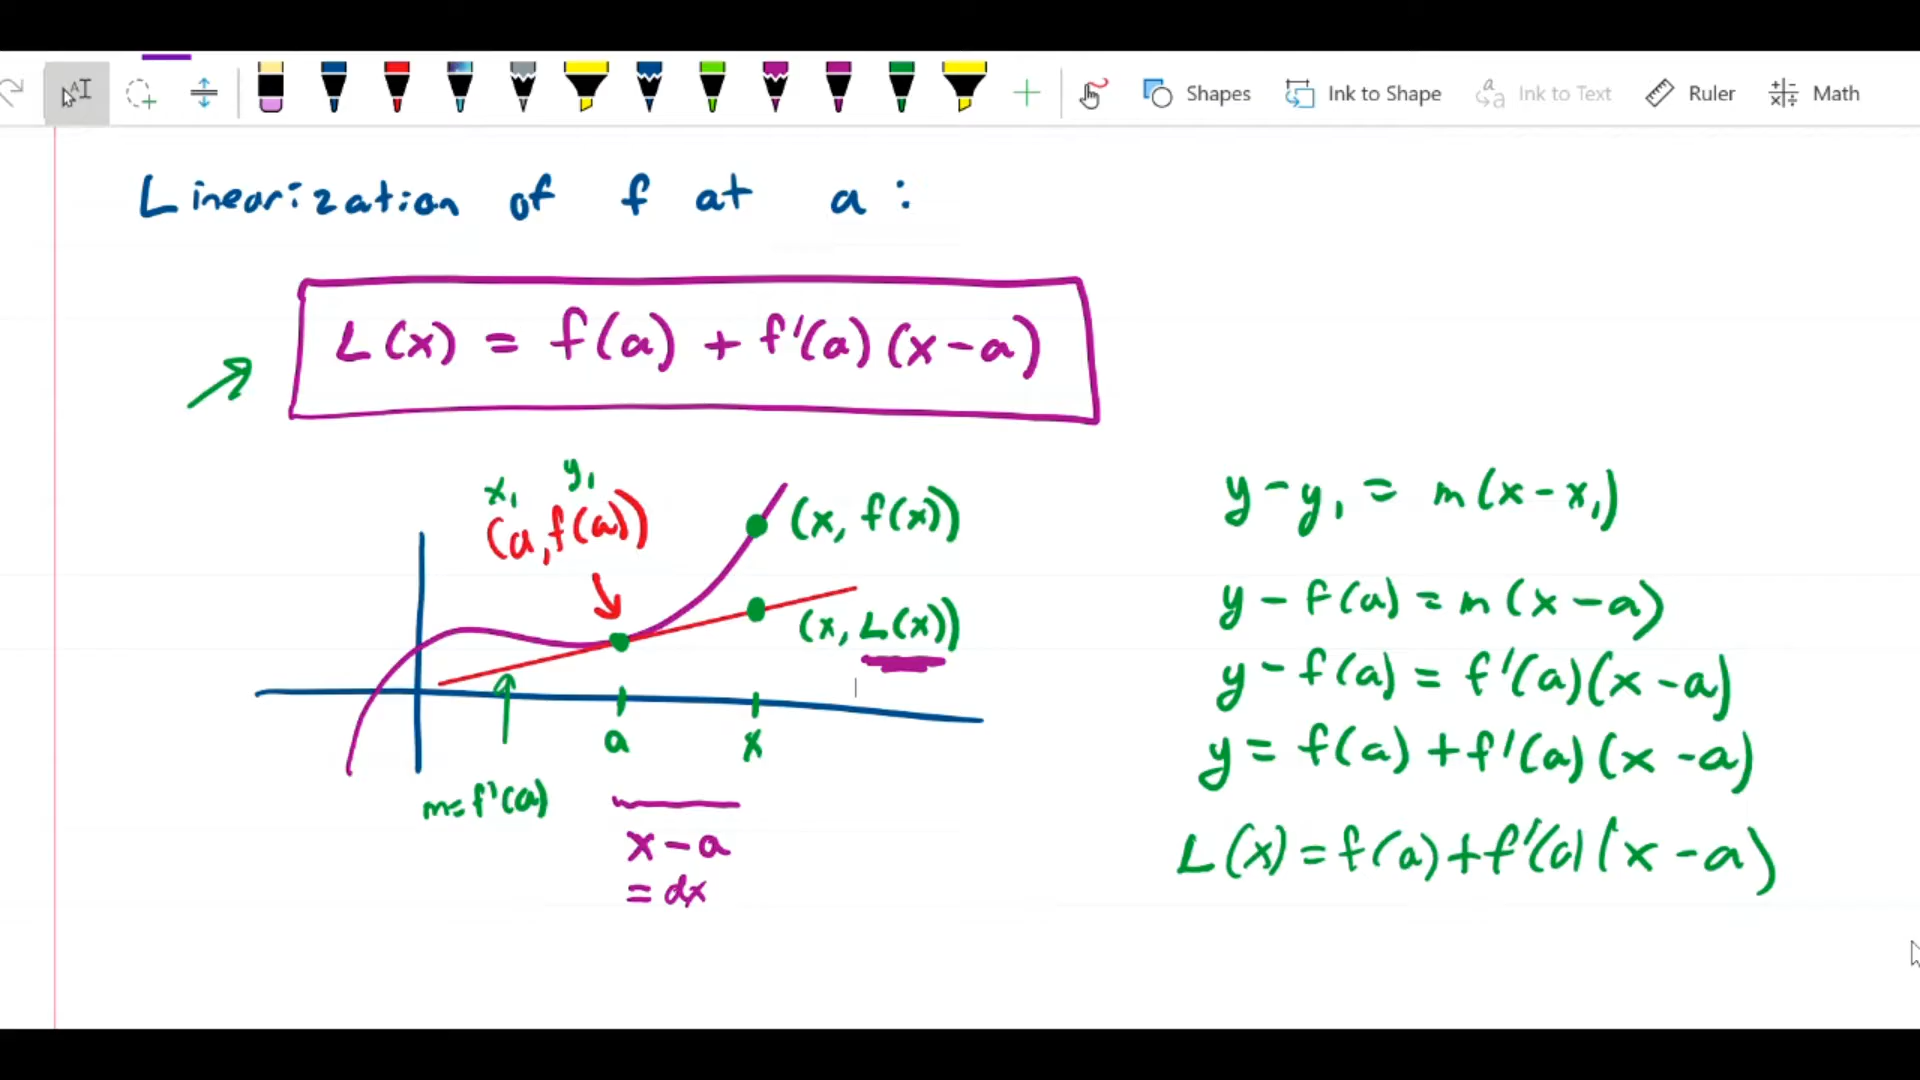 Shapes Ink to Shape Ink to Text Ruler Math
Linearization of f at a:
L(x) = f(a) + f'(a)(x-a)
x₁ y₁
(a, f(a))
(x, f(x))
(x, L(x))
a x
m=f'(a)
x-a
= dx
y-y₁ = m(x-x₁)
y-f(a) = m(x-a)
y-f(a) = f'(a)(x-a)
y = f(a) + f'(a)(x-a)
L(x) = f(a) + f'(a)(x-a)